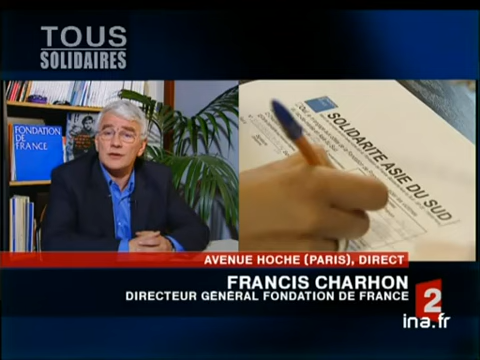 TOUS
SOLIDAIRES
FONDATION
DE
FRANCE
SOLIDARITE ASIE DU SUD
AVENUE HOCHE (PARIS), DIRECT
FRANCIS CHARHON
DIRECTEUR GÉNÉRAL FONDATION DE FRANCE
2
ina.fr